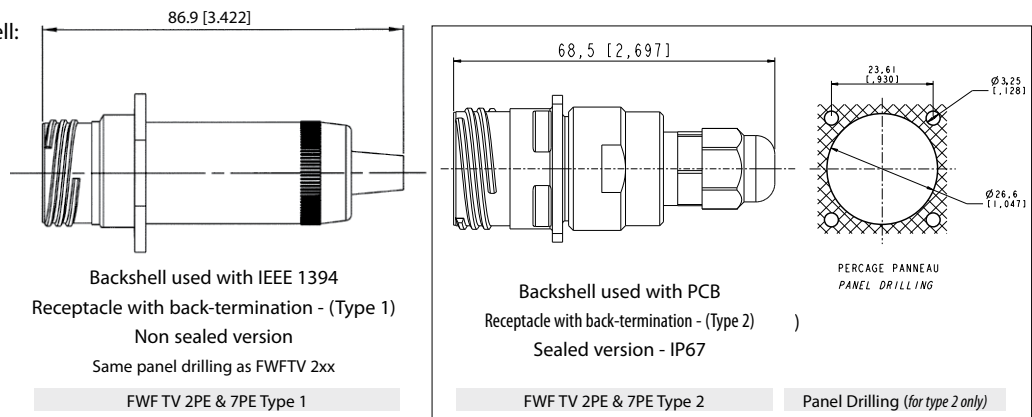 ell:
86.9 [3.422]
Backshell used with IEEE 1394
Receptacle with back-termination - (Type 1)
Non sealed version
Same panel drilling as FWFTV 2xx
FWF TV 2PE & 7PE Type 1
68,5 [2,697]
Backshell used with PCB
Receptacle with back-termination - (Type 2) )
Sealed version - IP67
FWF TV 2PE & 7PE Type 2
23,61
[,930]
Ø3,25
[,128]
Ø26,6
[1,047]
PERCAGE PANNEAU
PANEL DRILLING
Panel Drilling (for type 2 only)